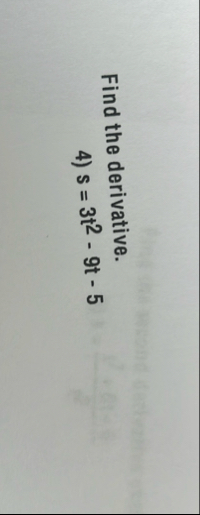 Find the derivative.
4) s = 3t² - 9t - 5